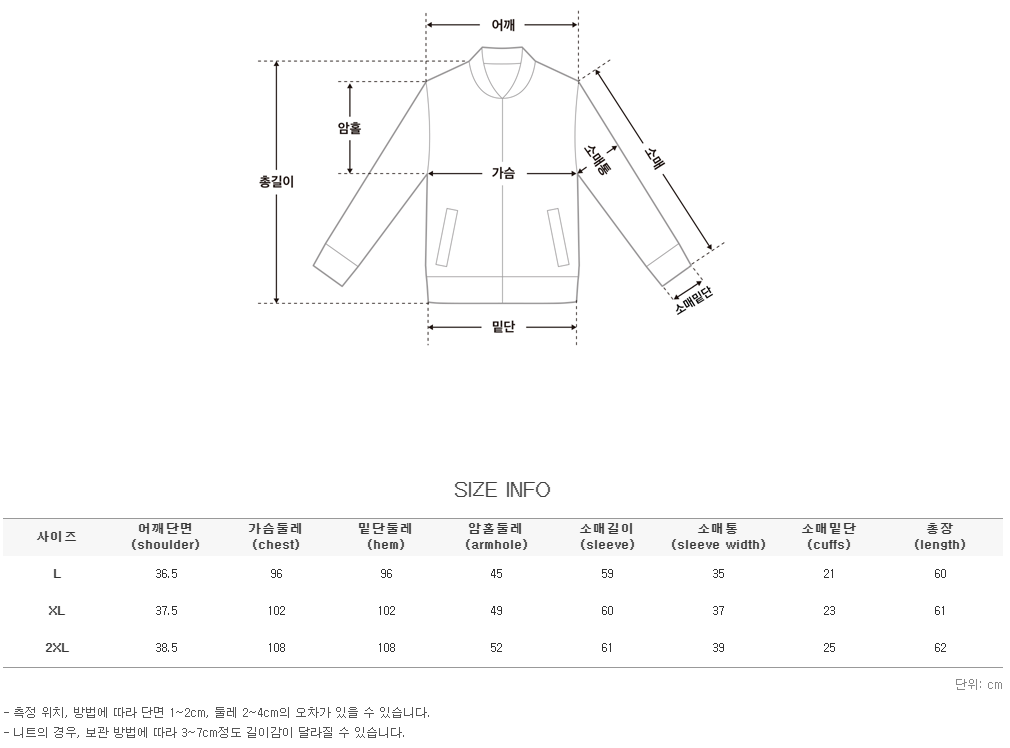 어깨
암홀
소매통
소매
가슴
총길이
소매밑단
밑단
SIZE INFO
사이즈 어깨단면 (shoulder) 가슴둘레 (chest) 밑단둘레 (hem) 암홀둘레 (armhole) 소매길이 (sleeve) 소매통 (sleeve width) 소매밑단 (cuffs) 총장 (length)
L 36.5 96 96 45 59 35 21 60
XL 37.5 102 102 49 60 37 23 61
2XL 38.5 108 108 52 61 39 25 62
단위: cm
- 측정 위치, 방법에 따라 단면 1~2cm, 둘레 2~4cm의 오차가 있을 수 있습니다.
- 니트의 경우, 보관 방법에 따라 3~7cm정도 길이감이 달라질 수 있습니다.